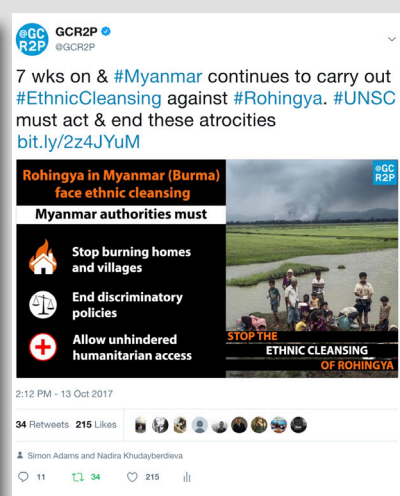 @GC
R2P
GCR2P
@GCR2P
7 wks on & #Myanmar continues to carry out
#EthnicCleansing against #Rohingya. #UNSC
must act & end these atrocities
bit.ly/2z4JYuM
Rohingya in Myanmar (Burma)
face ethnic cleansing
Myanmar authorities must
Stop burning homes
and villages
End discriminatory
policies
Allow unhindered
humanitarian access
@GC
R2P
STOP THE
ETHNIC CLEANSING
OF ROHINGYA
2:12 PM - 13 Oct 2017
34 Retweets 215 Likes
Simon Adams and Nadira Khudayberdieva
11 34 215